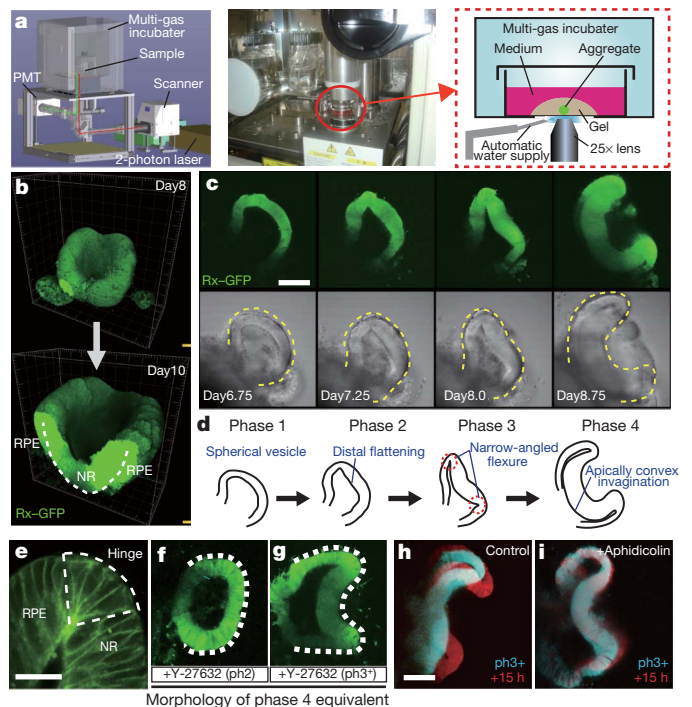 a
Multi-gas
incubater
Sample
PMT
Scanner
2-photon laser
Multi-gas incubater
Medium
Aggregate
Gel
Automatic
water supply
25× lens
b
Day8
Day10
RPE
NR
RPE
Rx–GFP
c
Rx–GFP
Day6.75
Day7.25
Day8.0
Day8.75
d
Phase 1
Phase 2
Phase 3
Phase 4
Spherical vesicle
Distal flattening
Narrow-angled
flexure
Apically convex
invagination
e
Hinge
RPE
NR
f
+Y-27632 (ph2)
g
+Y-27632 (ph3⁺)
Morphology of phase 4 equivalent
h
Control
ph3+
+15 h
i
+Aphidicolin
ph3+
+15 h